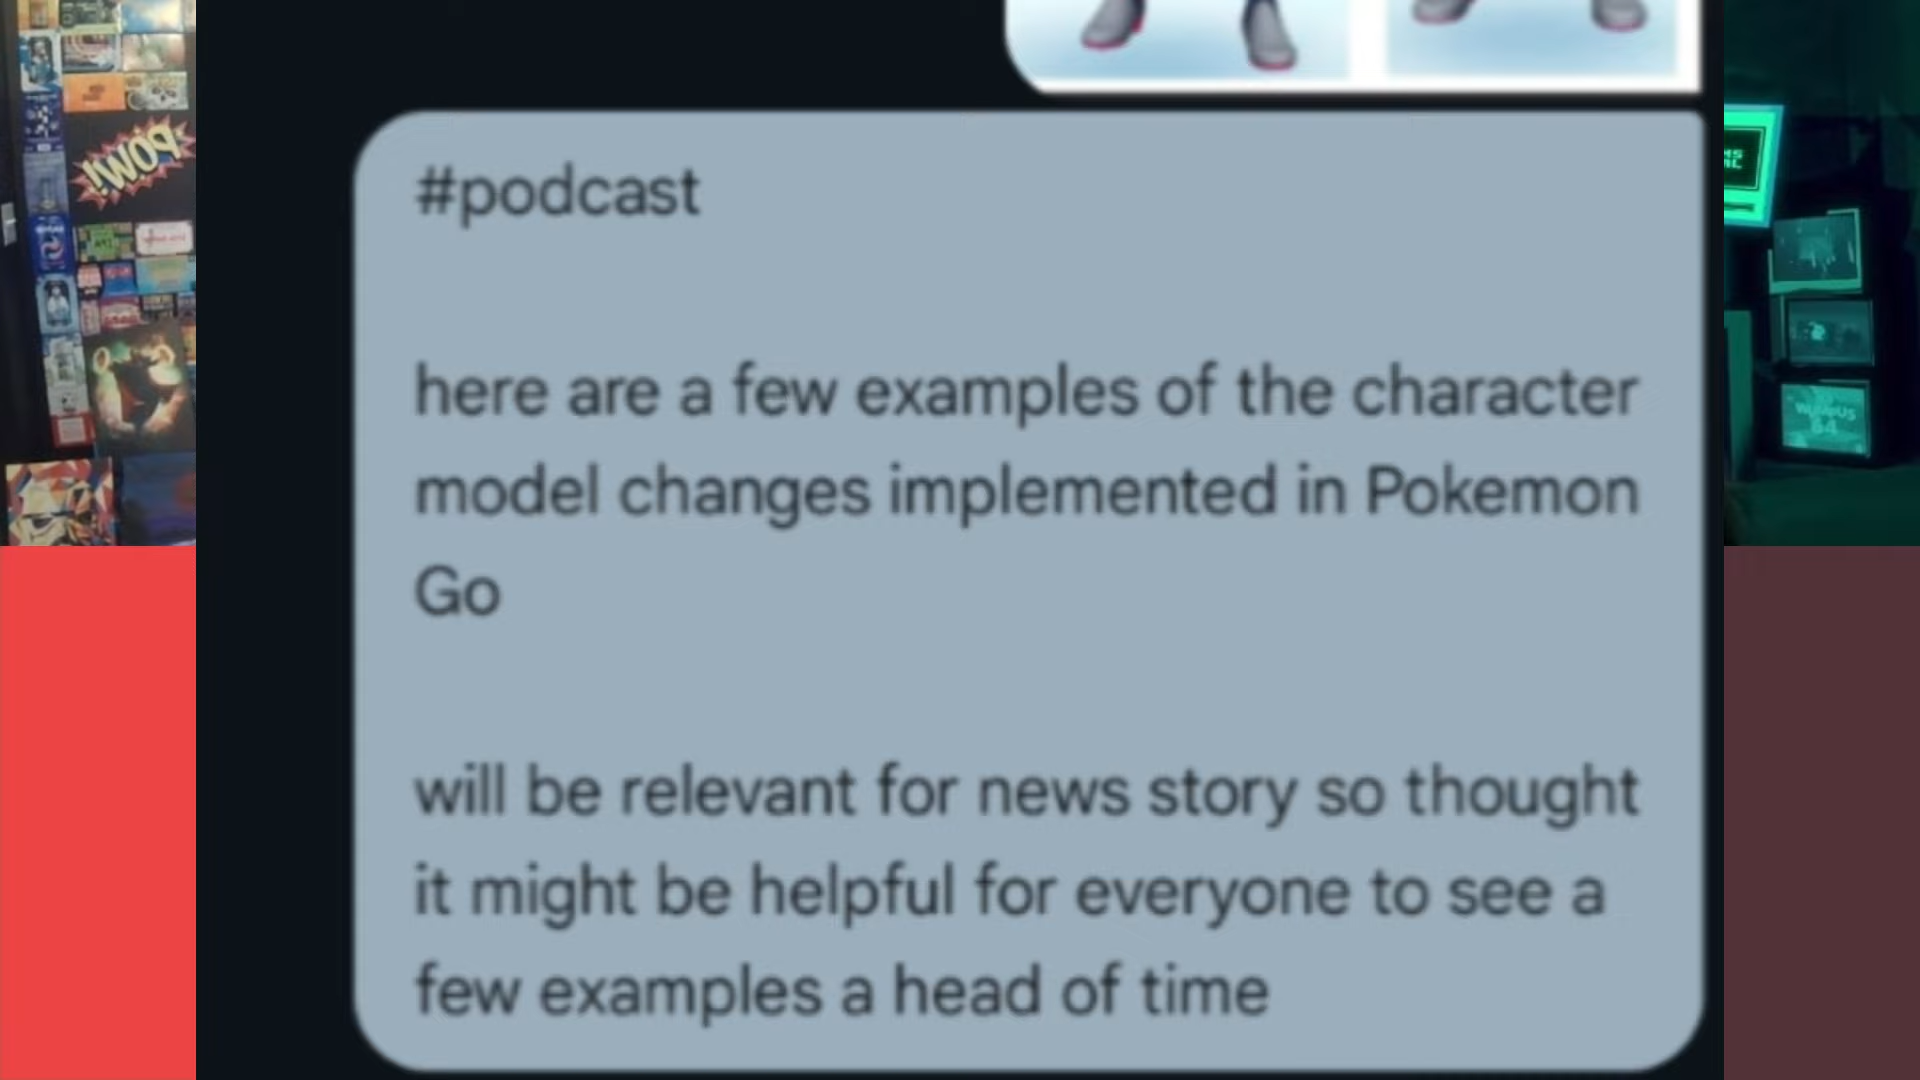 POW!
#podcast
here are a few examples of the character
model changes implemented in Pokemon
Go
will be relevant for news story so thought
it might be helpful for everyone to see a
few examples a head of time